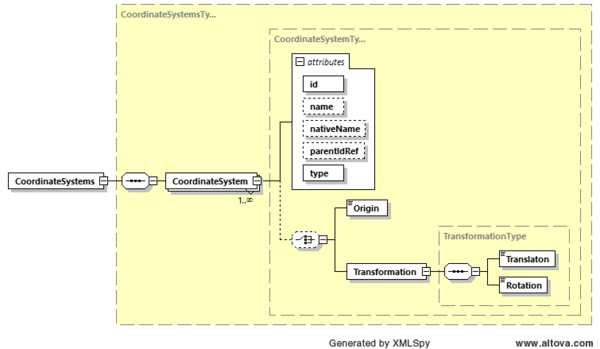 CoordinateSystemsTy...
CoordinateSystemTy...
attributes
id
name
nativeName
parentIdRef
type
CoordinateSystems
CoordinateSystem
1..∞
Origin
Transformation
TransformationType
Translaton
Rotation
Generated by XMLSpy
www.altova.com